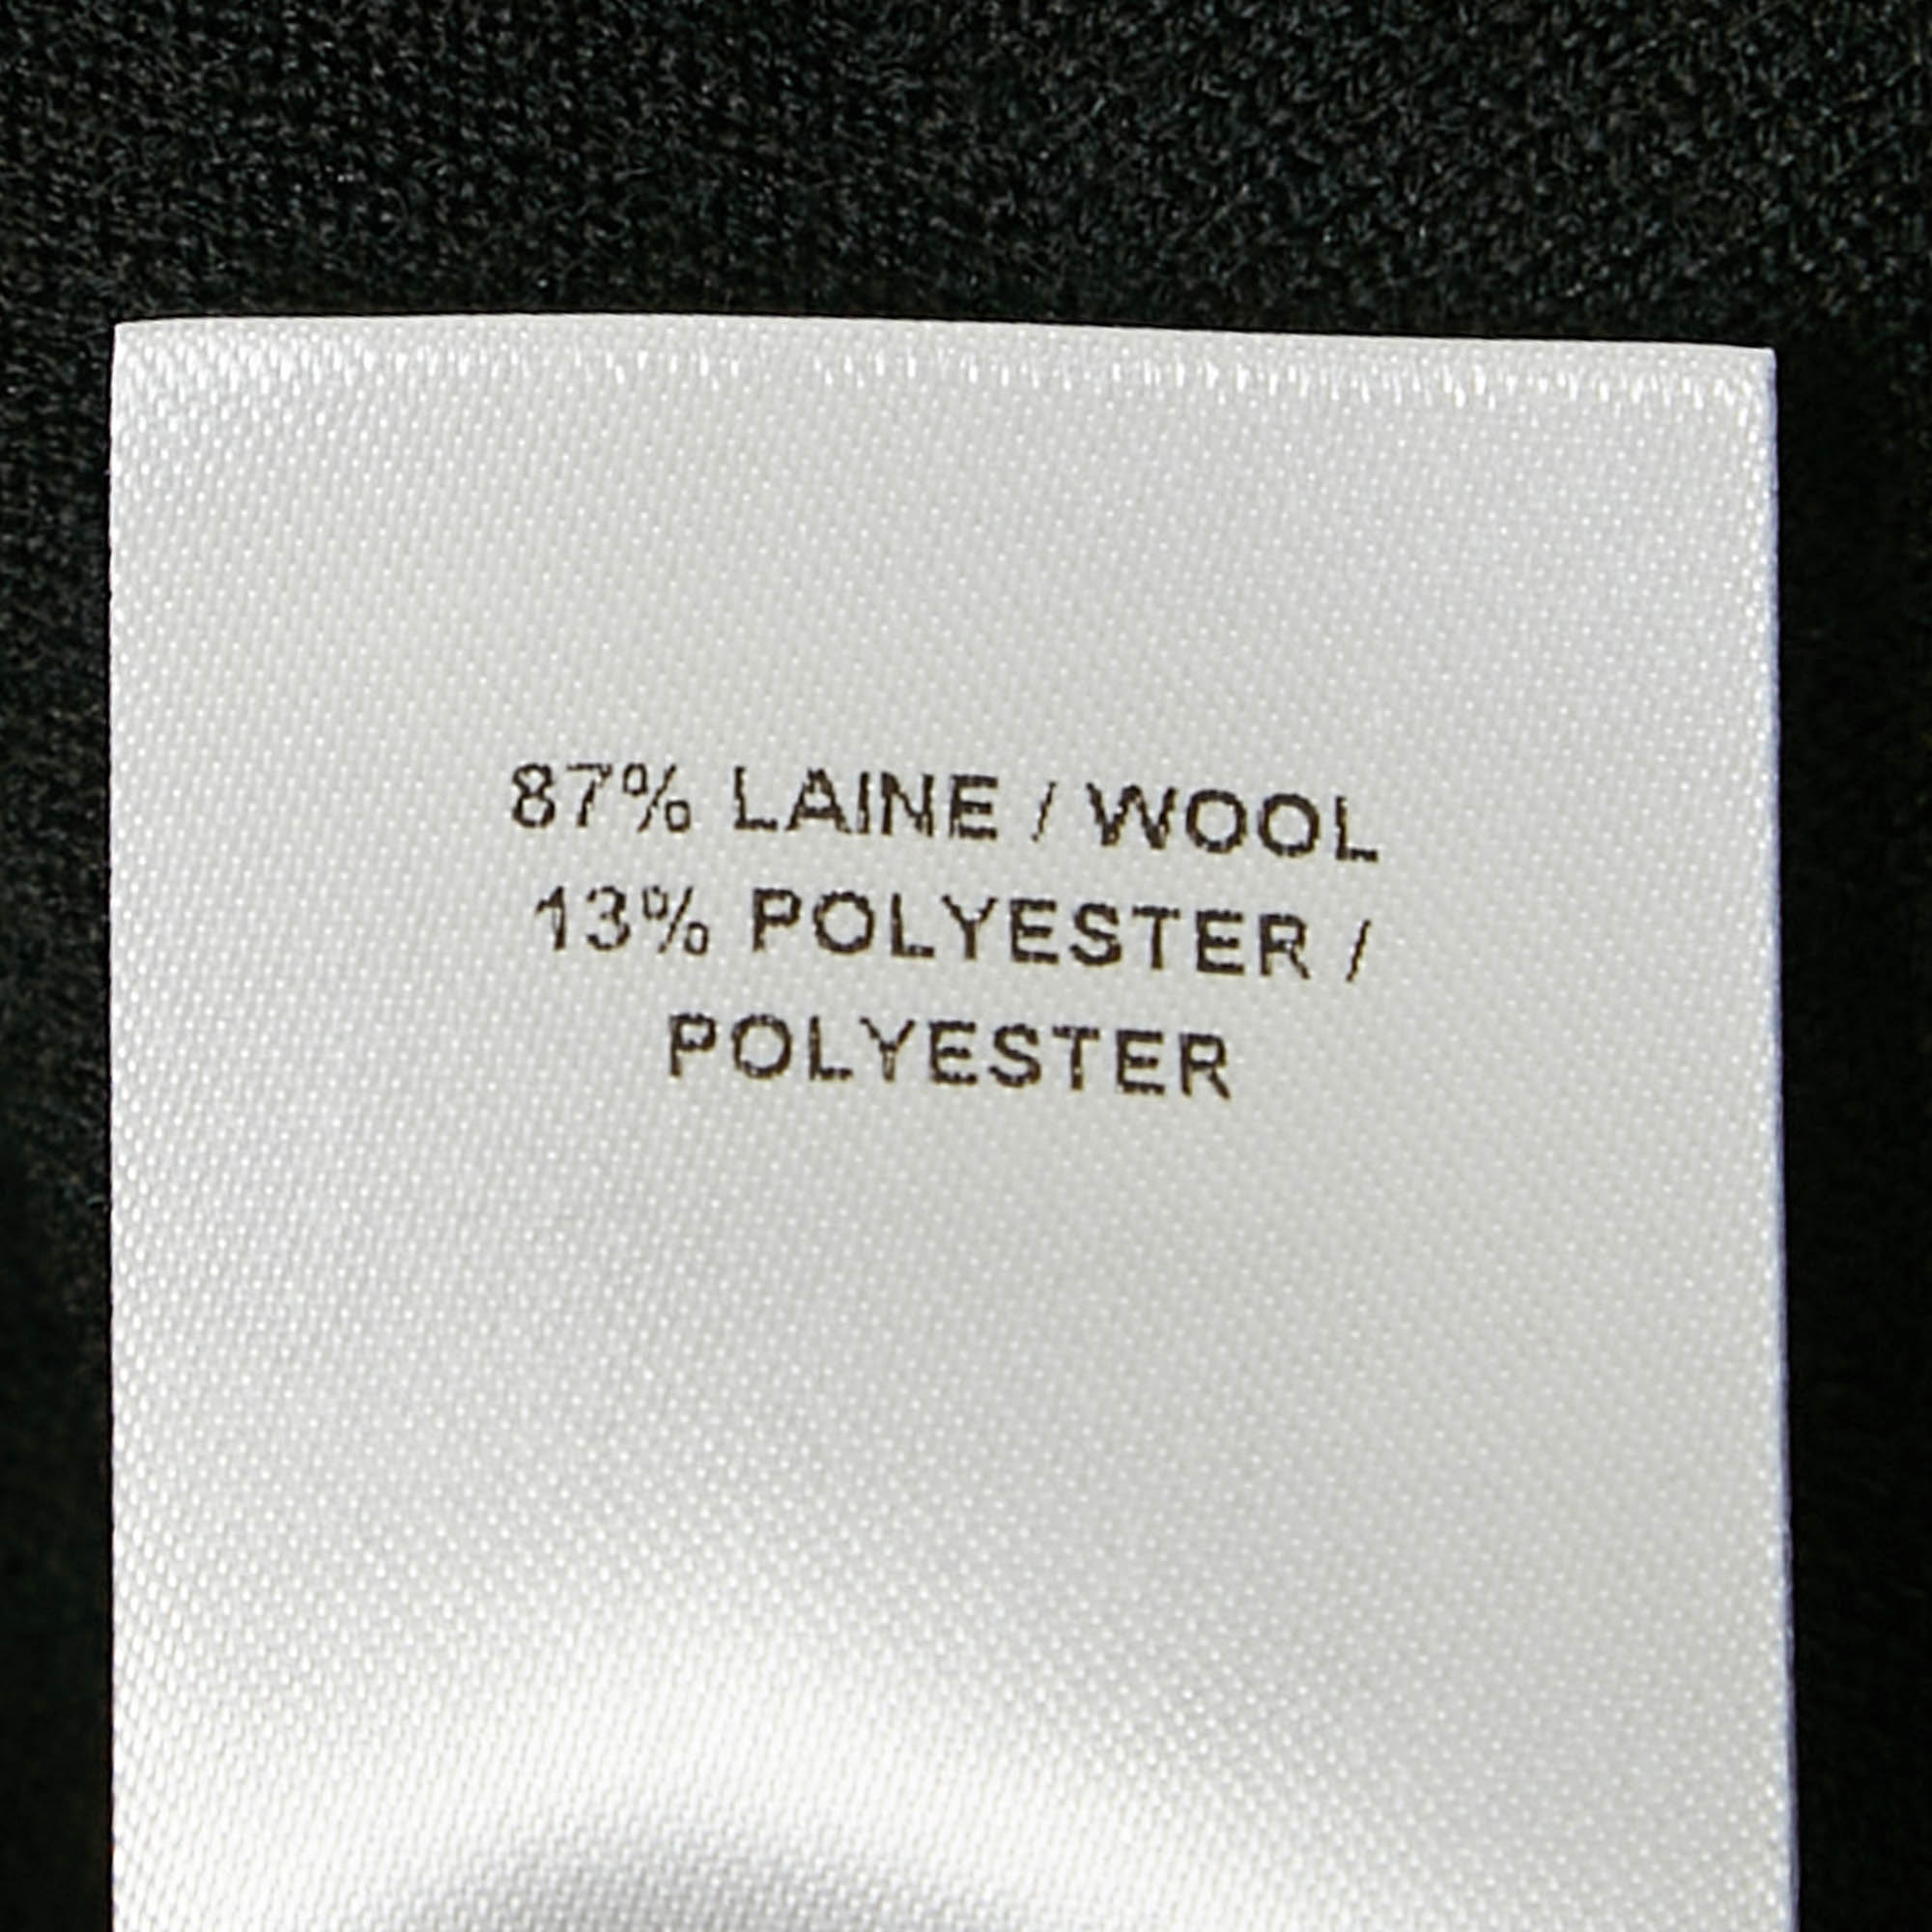 87% LAINE / WOOL
13% POLYESTER /
POLYESTER